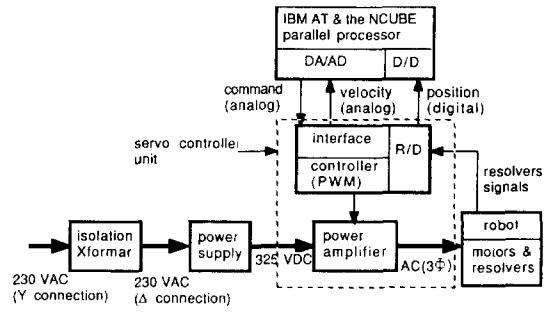 IBM AT & the NCUBE
parallel processor
DA/AD
D/D
command
(analog)
velocity
(analog)
position
(digital)
servo controller
unit
interface
R/D
controller
(PWM)
resolvers
signals
isolation
Xformar
power
supply
325 VDC
power
amplifier
AC(3Φ)
robot
motors &
resolvers
230 VAC
(Y connection)
230 VAC
(Δ connection)